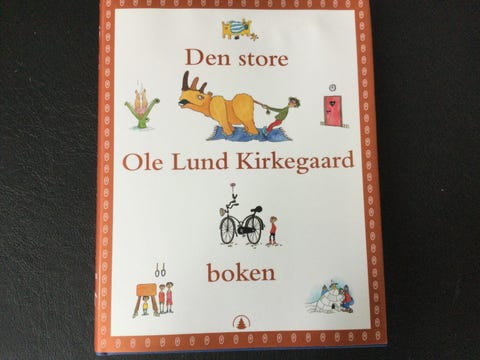 Den store
Ole Lund Kirkegaard
boken